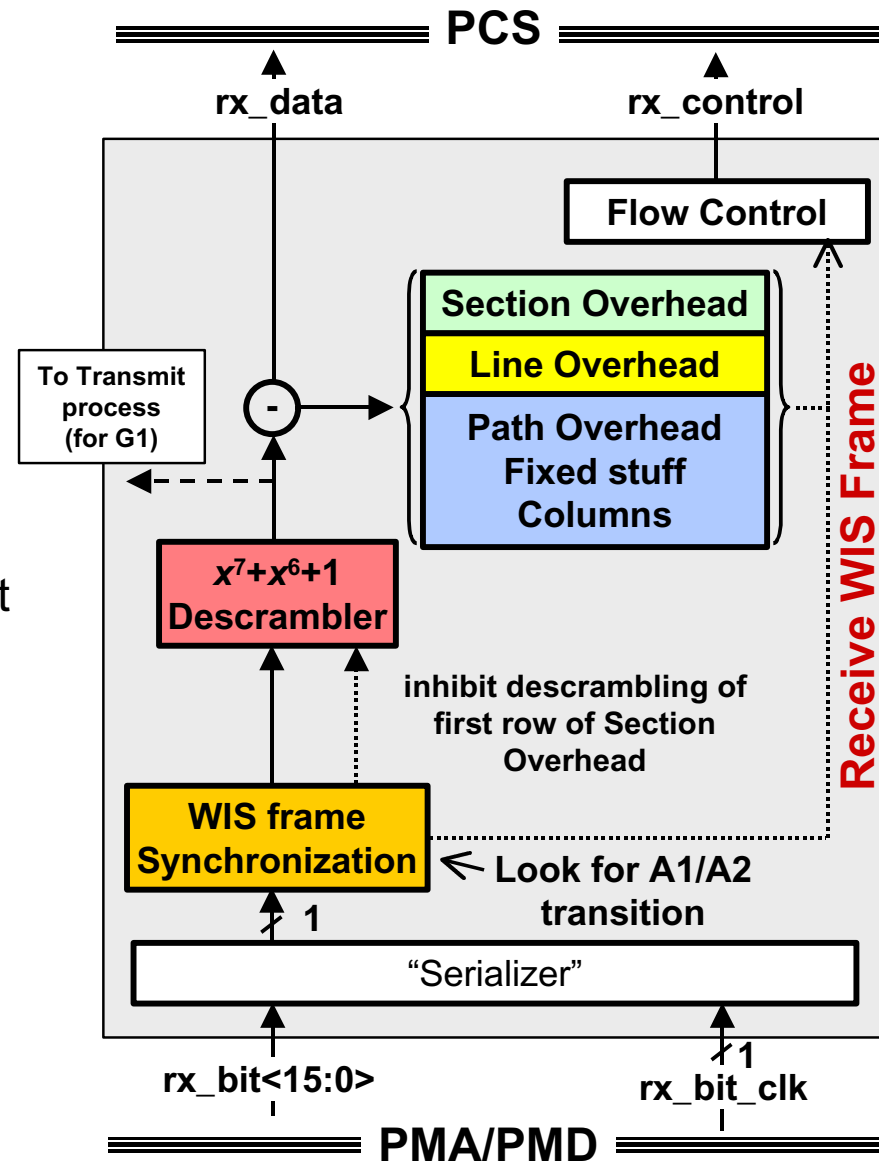 PCS
rx_data
rx_control
Flow Control
Section Overhead
Line Overhead
Path Overhead
Fixed stuff
Columns
To Transmit
process
(for G1)
-
x⁷+x⁶+1
Descrambler
t
inhibit descrambling of
first row of Section
Overhead
Receive WIS Frame
WIS frame
Synchronization
Look for A1/A2
transition
1
“Serializer”
rx_bit<15:0>
1
rx_bit_clk
PMA/PMD